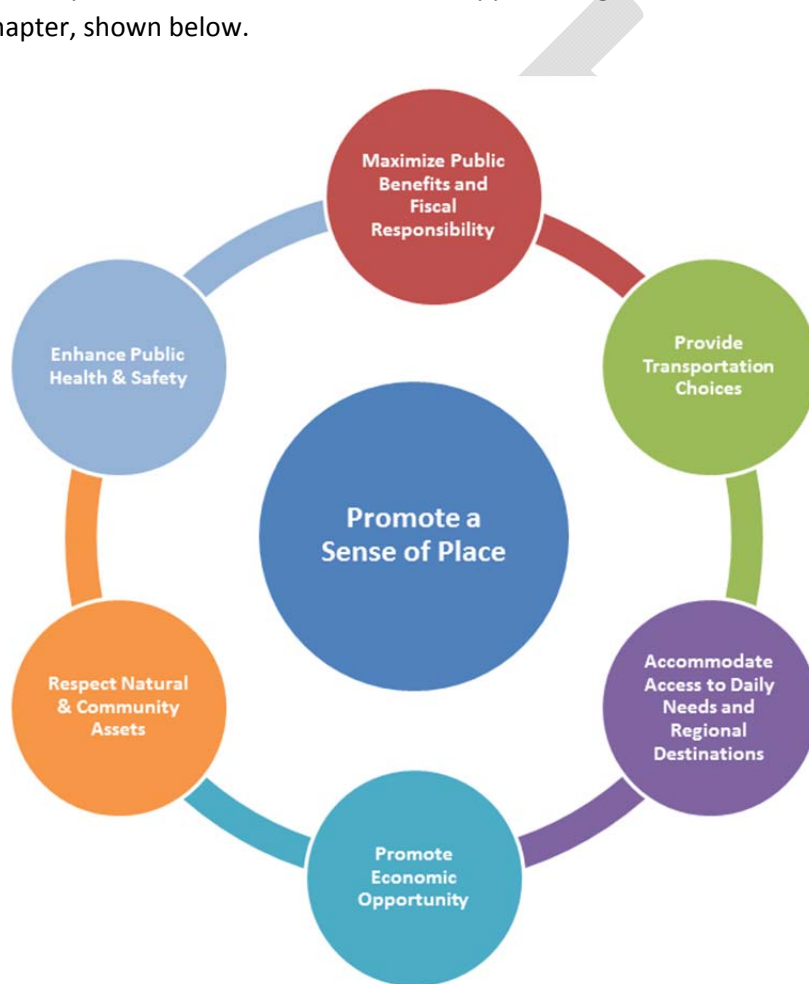 hapter, shown below.
Maximize Public
Benefits and
Fiscal
Responsibility
Provide
Transportation
Choices
Accommodate
Access to Daily
Needs and
Regional
Destinations
Promote
Economic
Opportunity
Respect Natural
& Community
Assets
Enhance Public
Health & Safety
Promote a
Sense of Place